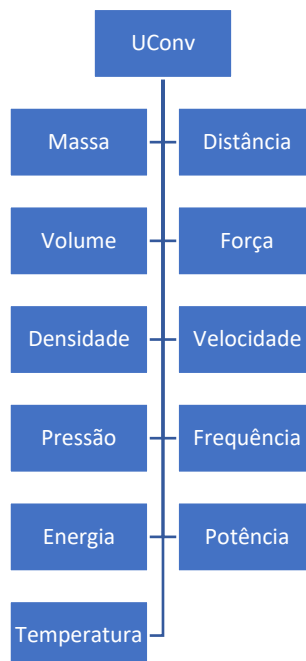 UConv
Massa
Distância
Volume
Força
Densidade
Velocidade
Pressão
Frequência
Energia
Potência
Temperatura